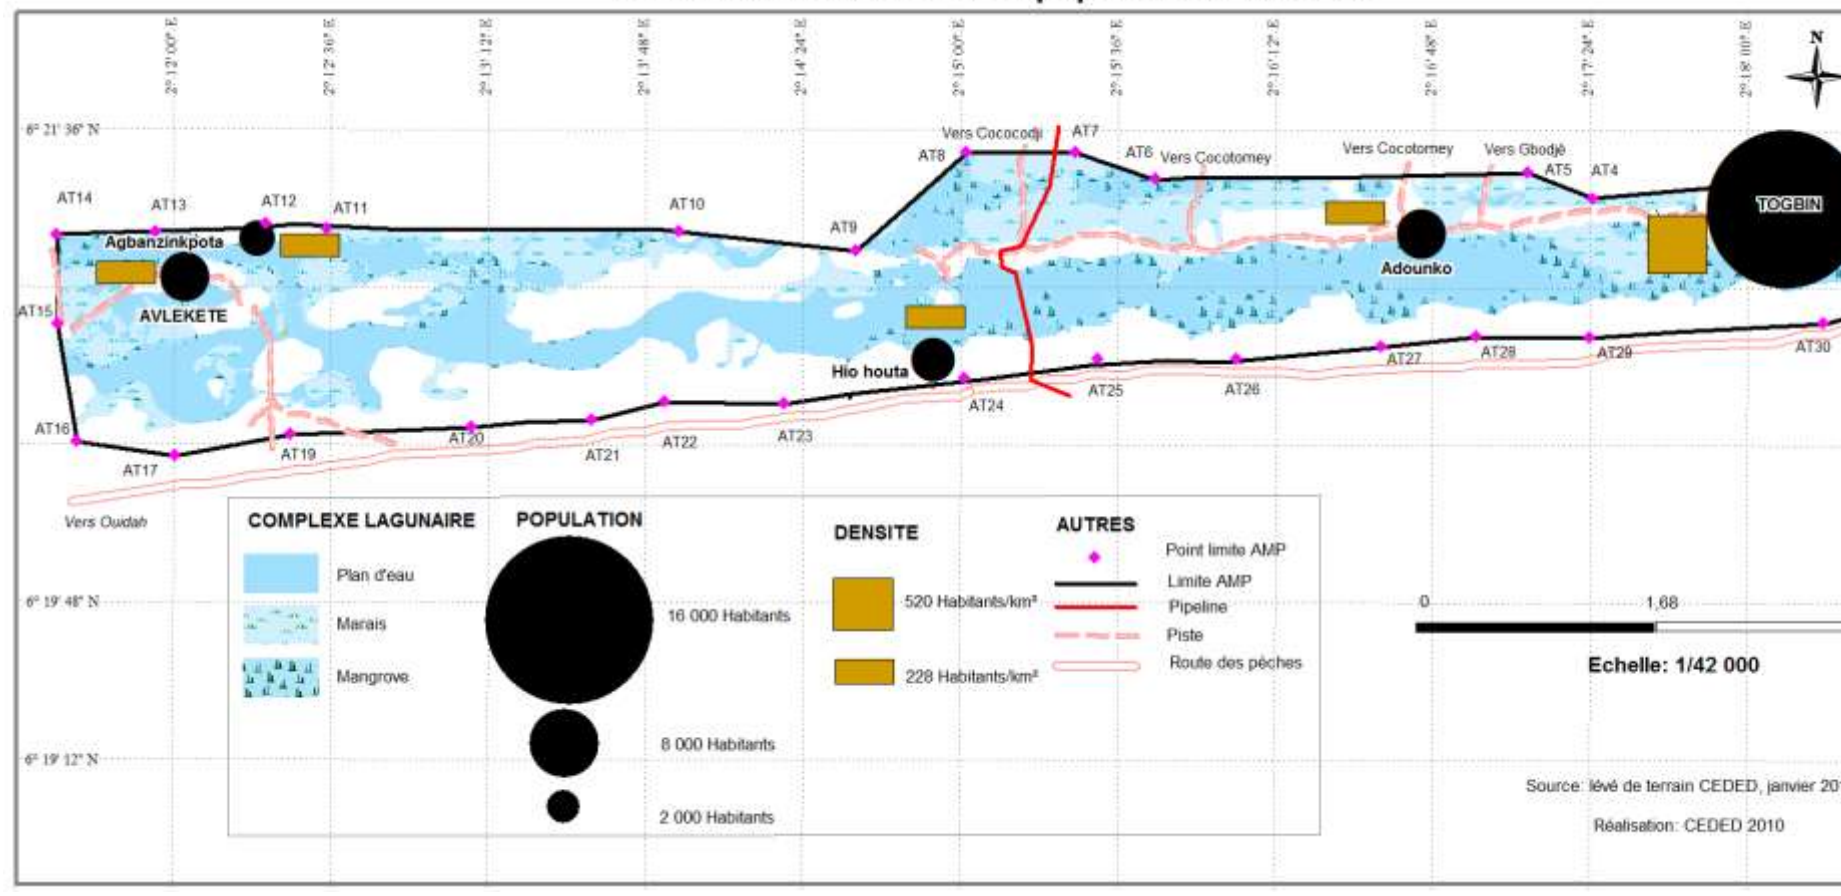 2° 12' 00" E
2° 12' 36" E
2° 13' 12" E
2° 13' 48" E
2° 14' 24" E
2° 15' 00" E
2° 15' 36" E
2° 16' 12" E
2° 16' 48" E
2° 17' 24" E
2° 18' 00" E
N
6° 21' 36" N
Vers Cococodji
AT7
AT8
AT6
Vers Cocotomey
Vers Cocotomey
Vers Gbodjè
AT5
AT4
TOGBIN
AT14
AT13
AT12
AT11
AT10
AT9
Agbanzinkpota
AVLEKETE
Adounko
AT15
Hio houta
AT16
AT17
AT19
AT20
AT21
AT22
AT23
AT24
AT25
AT26
AT27
AT28
AT29
AT30
Vers Ouidah
COMPLEXE LAGUNAIRE
Plan d'eau
Marais
Mangrove
POPULATION
16 000 Habitants
8 000 Habitants
2 000 Habitants
DENSITE
520 Habitants/km²
228 Habitants/km²
AUTRES
Point limite AMP
Limite AMP
Pipeline
Piste
Route des pêches
6° 19' 48" N
6° 19' 12" N
0
1,68
Echelle: 1/42 000
Source: lévé de terrain CEDED, janvier
Réalisation: CEDED 2010